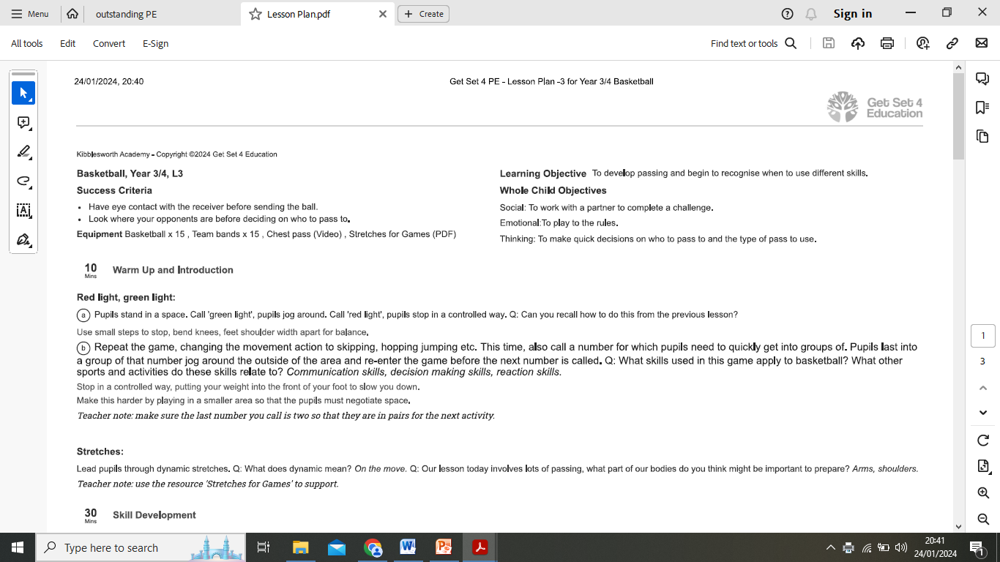 Menu
outstanding PE
Lesson Plan.pdf
Create
Sign in
All tools
Edit
Convert
E-Sign
Find text or tools
24/01/2024, 20:40
Get Set 4 PE - Lesson Plan -3 for Year 3/4 Basketball
Get Set 4
Education
Kibblesworth Academy - Copyright ©2024 Get Set 4 Education
Basketball, Year 3/4, L3
Success Criteria
• Have eye contact with the receiver before sending the ball.
• Look where your opponents are before deciding on who to pass to.
Equipment Basketball x 15 , Team bands x 15 , Chest pass (Video) , Stretches for Games (PDF)
Learning Objective To develop passing and begin to recognise when to use different skills.
Whole Child Objectives
Social: To work with a partner to complete a challenge.
Emotional:To play to the rules.
Thinking: To make quick decisions on who to pass to and the type of pass to use.
10
Mins
Warm Up and Introduction
Red light, green light:
a Pupils stand in a space. Call 'green light', pupils jog around. Call 'red light', pupils stop in a controlled way. Q: Can you recall how to do this from the previous lesson?
Use small steps to stop, bend knees, feet shoulder width apart for balance.
b Repeat the game, changing the movement action to skipping, hopping jumping etc. This time, also call a number for which pupils need to quickly get into groups of. Pupils last into
a group of that number jog around the outside of the area and re-enter the game before the next number is called. Q: What skills used in this game apply to basketball? What other
sports and activities do these skills relate to? Communication skills, decision making skills, reaction skills.
Stop in a controlled way, putting your weight into the front of your foot to slow you down.
Make this harder by playing in a smaller area so that the pupils must negotiate space.
Teacher note: make sure the last number you call is two so that they are in pairs for the next activity.
Stretches:
Lead pupils through dynamic stretches. Q: What does dynamic mean? On the move. Q: Our lesson today involves lots of passing, what part of our bodies do you think might be important to prepare? Arms, shoulders.
Teacher note: use the resource 'Stretches for Games' to support.
30
Mins
Skill Development
1
3
Type here to search
20:41
24/01/2024
1